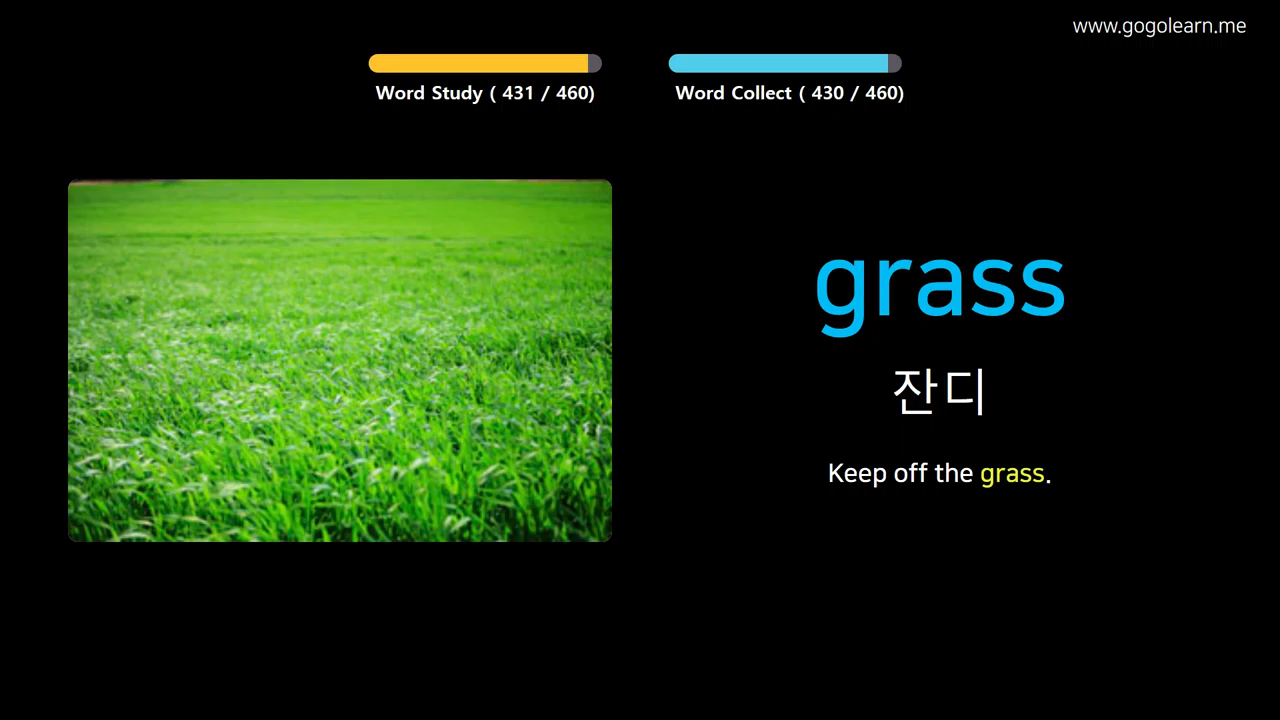 www.gogolearn.me
Word Study ( 431 / 460)
Word Collect ( 430 / 460)
grass
잔디
Keep off the grass.